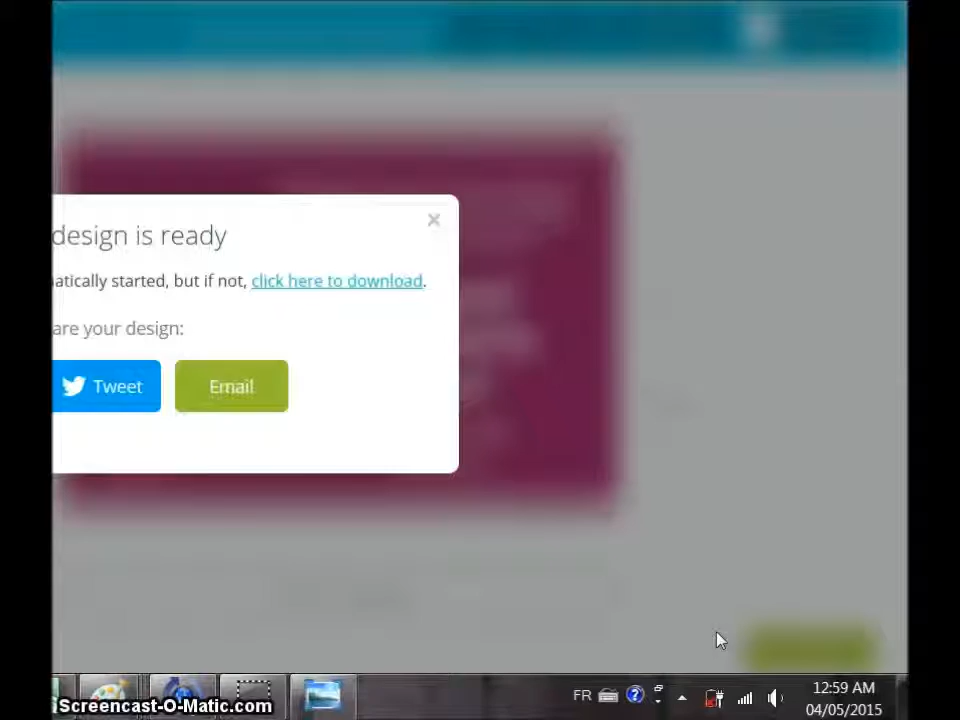 design is ready
atically started, but if not, click here to download.
are your design:
Tweet
Email
FR
12:59 AM
04/05/2015
Screencast-O-Matic.com